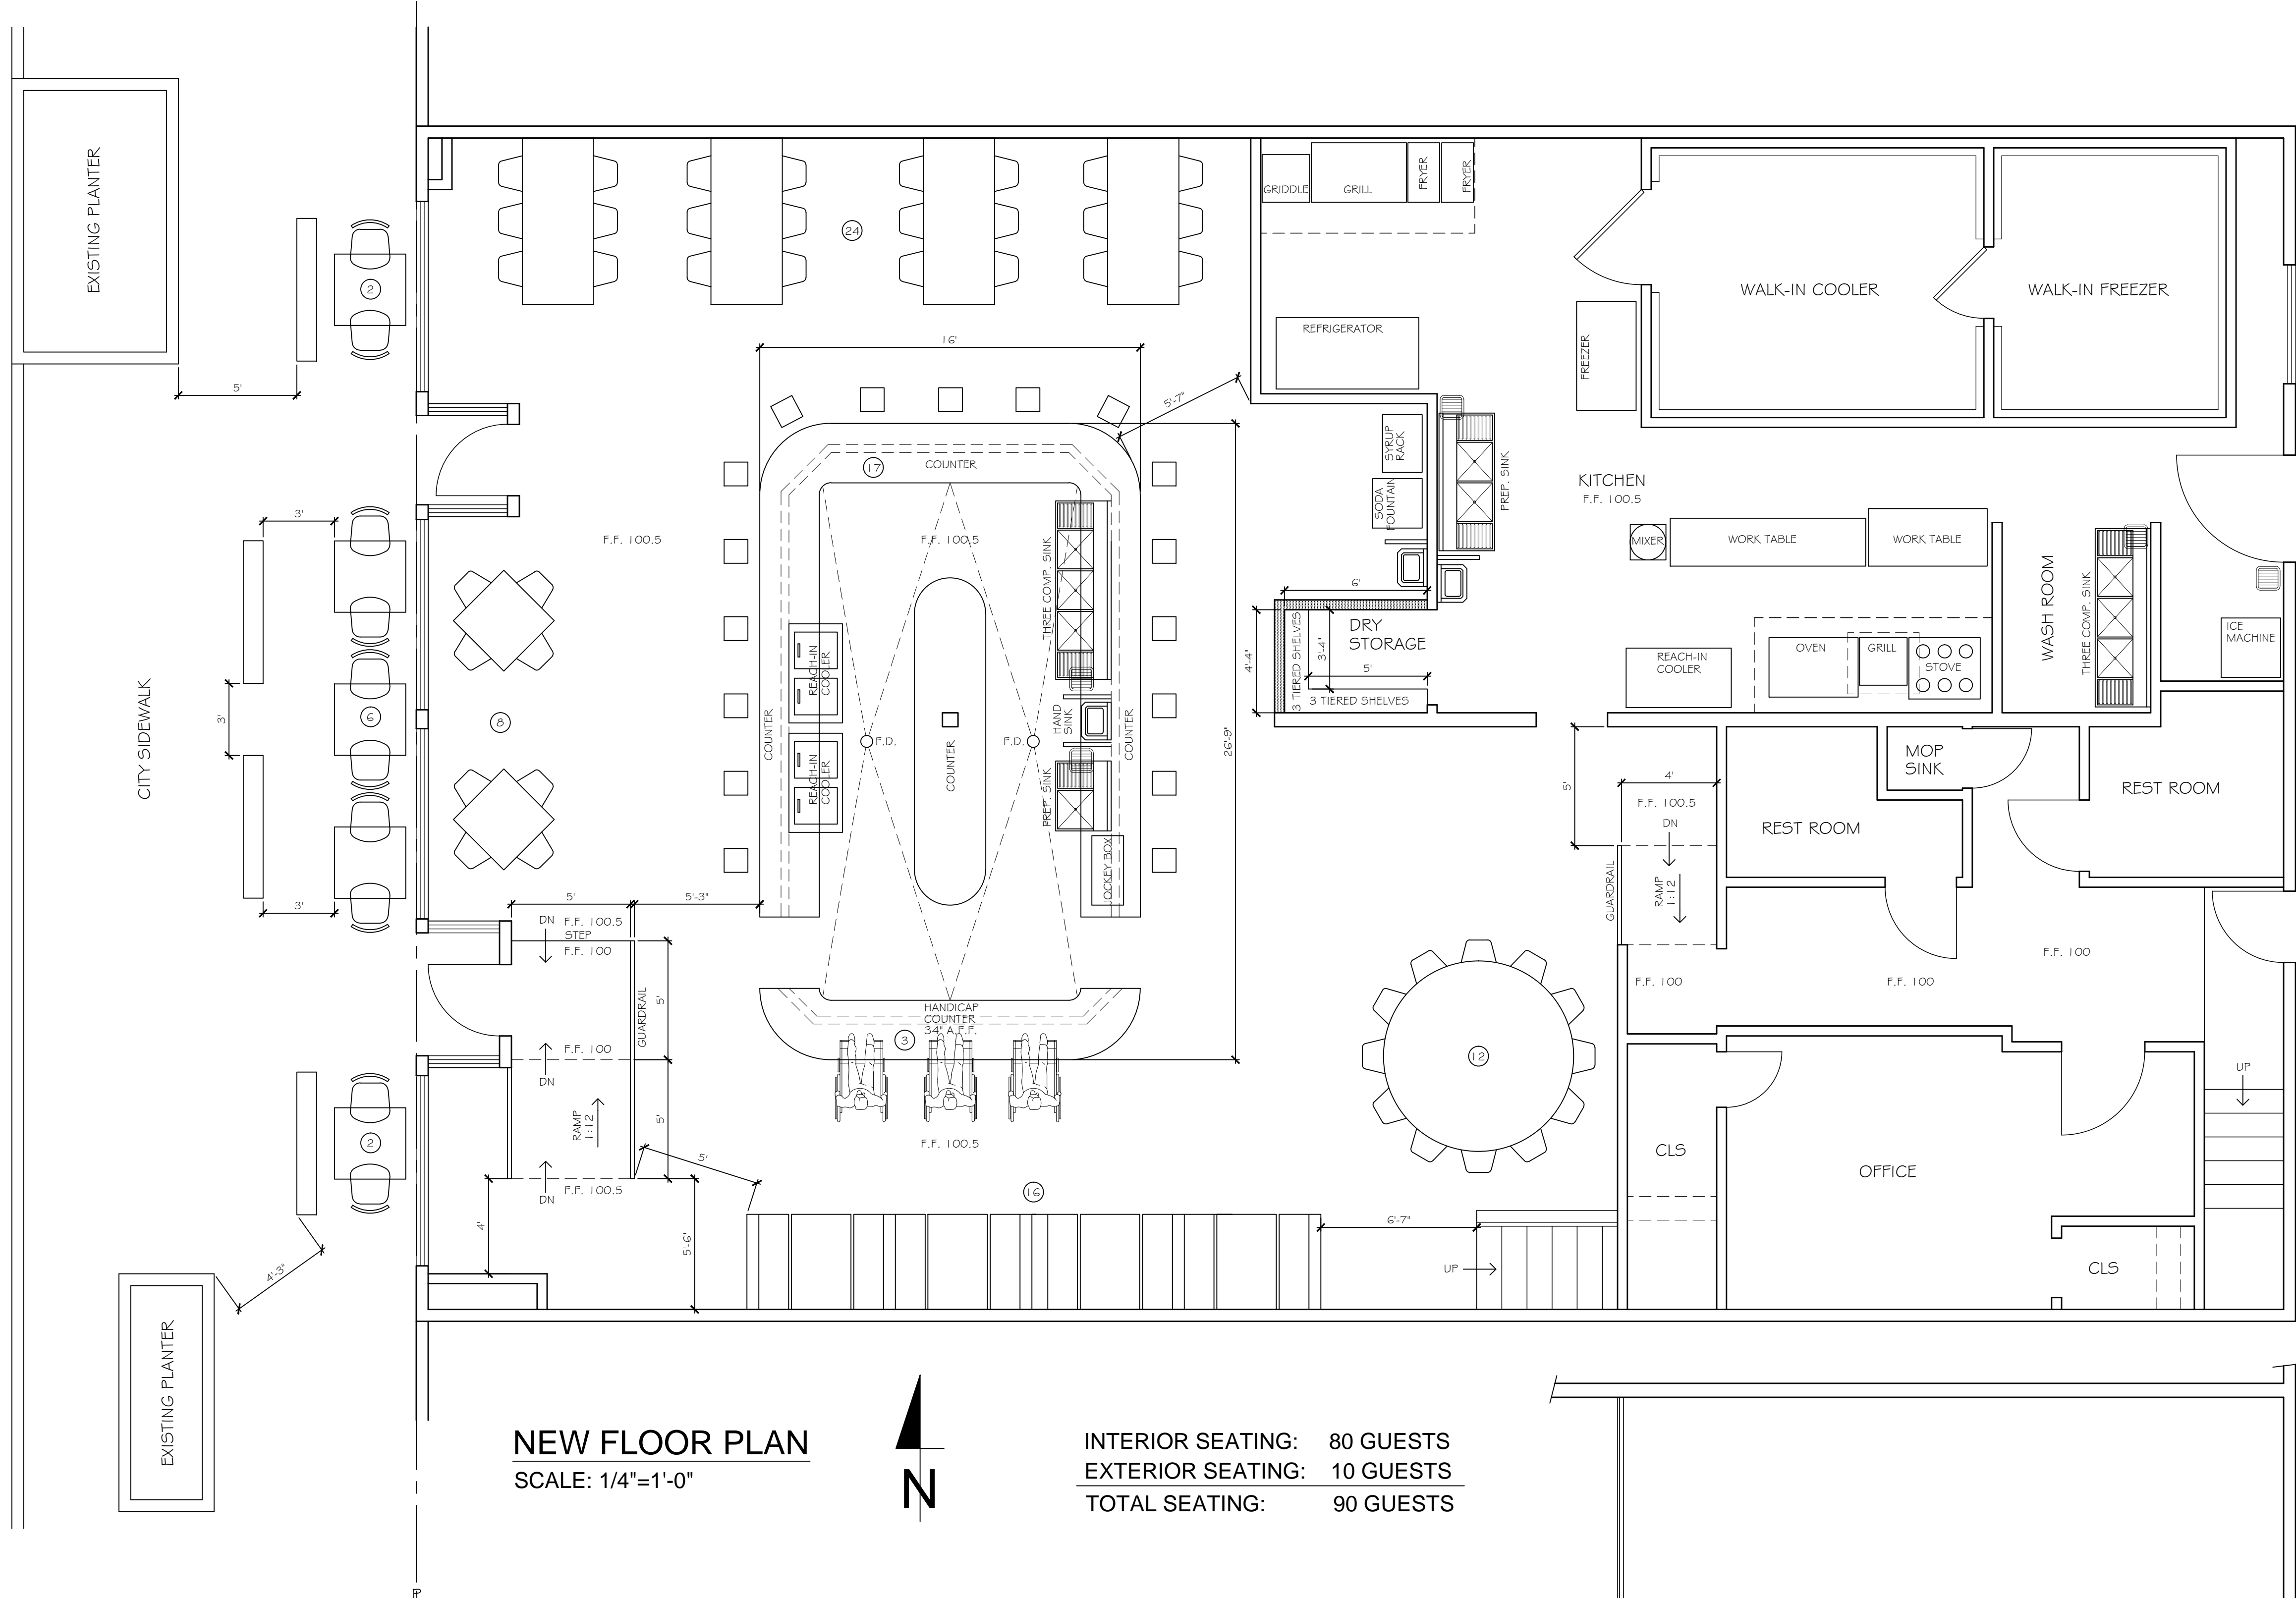 EXISTING PLANTER
2
5'
3'
3'
3'
6
CITY SIDEWALK
2
4'-3"
EXISTING PLANTER
24
16'
5'-7"
17
COUNTER
F.F. 100.5
F.F. 100.5
THREE COMP. SINK
REACH-IN
COOLER
REACH-IN
COOLER
COUNTER
F.D.
COUNTER
F.D.
HAND
SINK
PREP. SINK
COUNTER
JOCKEY BOX
26'-9"
8
5'
5'-3"
DN
F.F. 100.5
STEP
F.F. 100
GUARDRAIL
5'
F.F. 100
DN
RAMP
1:12
5'
DN
F.F. 100.5
4'
5'-6"
5'
HANDICAP
COUNTER
34" A.F.F.
3
F.F. 100.5
16
6'-7"
UP
12
GRIDDLE
GRILL
FRYER
FRYER
REFRIGERATOR
SYRUP
RACK
SODA
FOUNTAIN
PREP. SINK
FREEZER
WALK-IN COOLER
WALK-IN FREEZER
KITCHEN
F.F. 100.5
MIXER
WORK TABLE
WORK TABLE
6'
4'-4"
3 TIERED SHELVES
3'-4"
DRY
STORAGE
5'
3 TIERED SHELVES
REACH-IN
COOLER
OVEN
GRILL
STOVE
WASH ROOM
THREE COMP. SINK
ICE
MACHINE
5'
4'
F.F. 100.5
DN
GUARDRAIL
RAMP
1:12
F.F. 100
MOP
SINK
REST ROOM
REST ROOM
F.F. 100
F.F. 100
CLS
OFFICE
CLS
UP
NEW FLOOR PLAN
SCALE: 1/4"=1'-0"
N
INTERIOR SEATING: 80 GUESTS
EXTERIOR SEATING: 10 GUESTS
TOTAL SEATING: 90 GUESTS